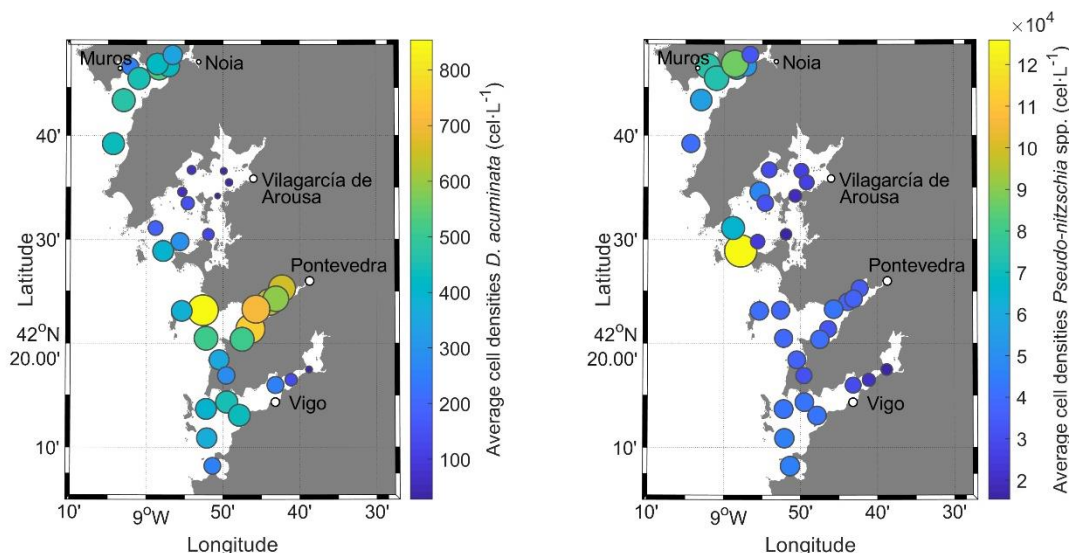 Muros
Noia
Vilagarcía de
Arousa
Pontevedra
Vigo
40'
30'
42°N
20.00'
10'
Latitude
10'
9°W
50'
40'
30'
Longitude
800
700
600
500
400
300
200
100
Average cell densities D. acuminata (cel·L⁻¹)
Muros
Noia
Vilagarcía de
Arousa
Pontevedra
Vigo
40'
30'
42°N
20.00'
10'
Latitude
10'
9°W
50'
40'
30'
Longitude
×10⁴
12
11
10
9
8
7
6
5
4
3
2
Average cell densities Pseudo-nitzschia spp. (cel·L⁻¹)